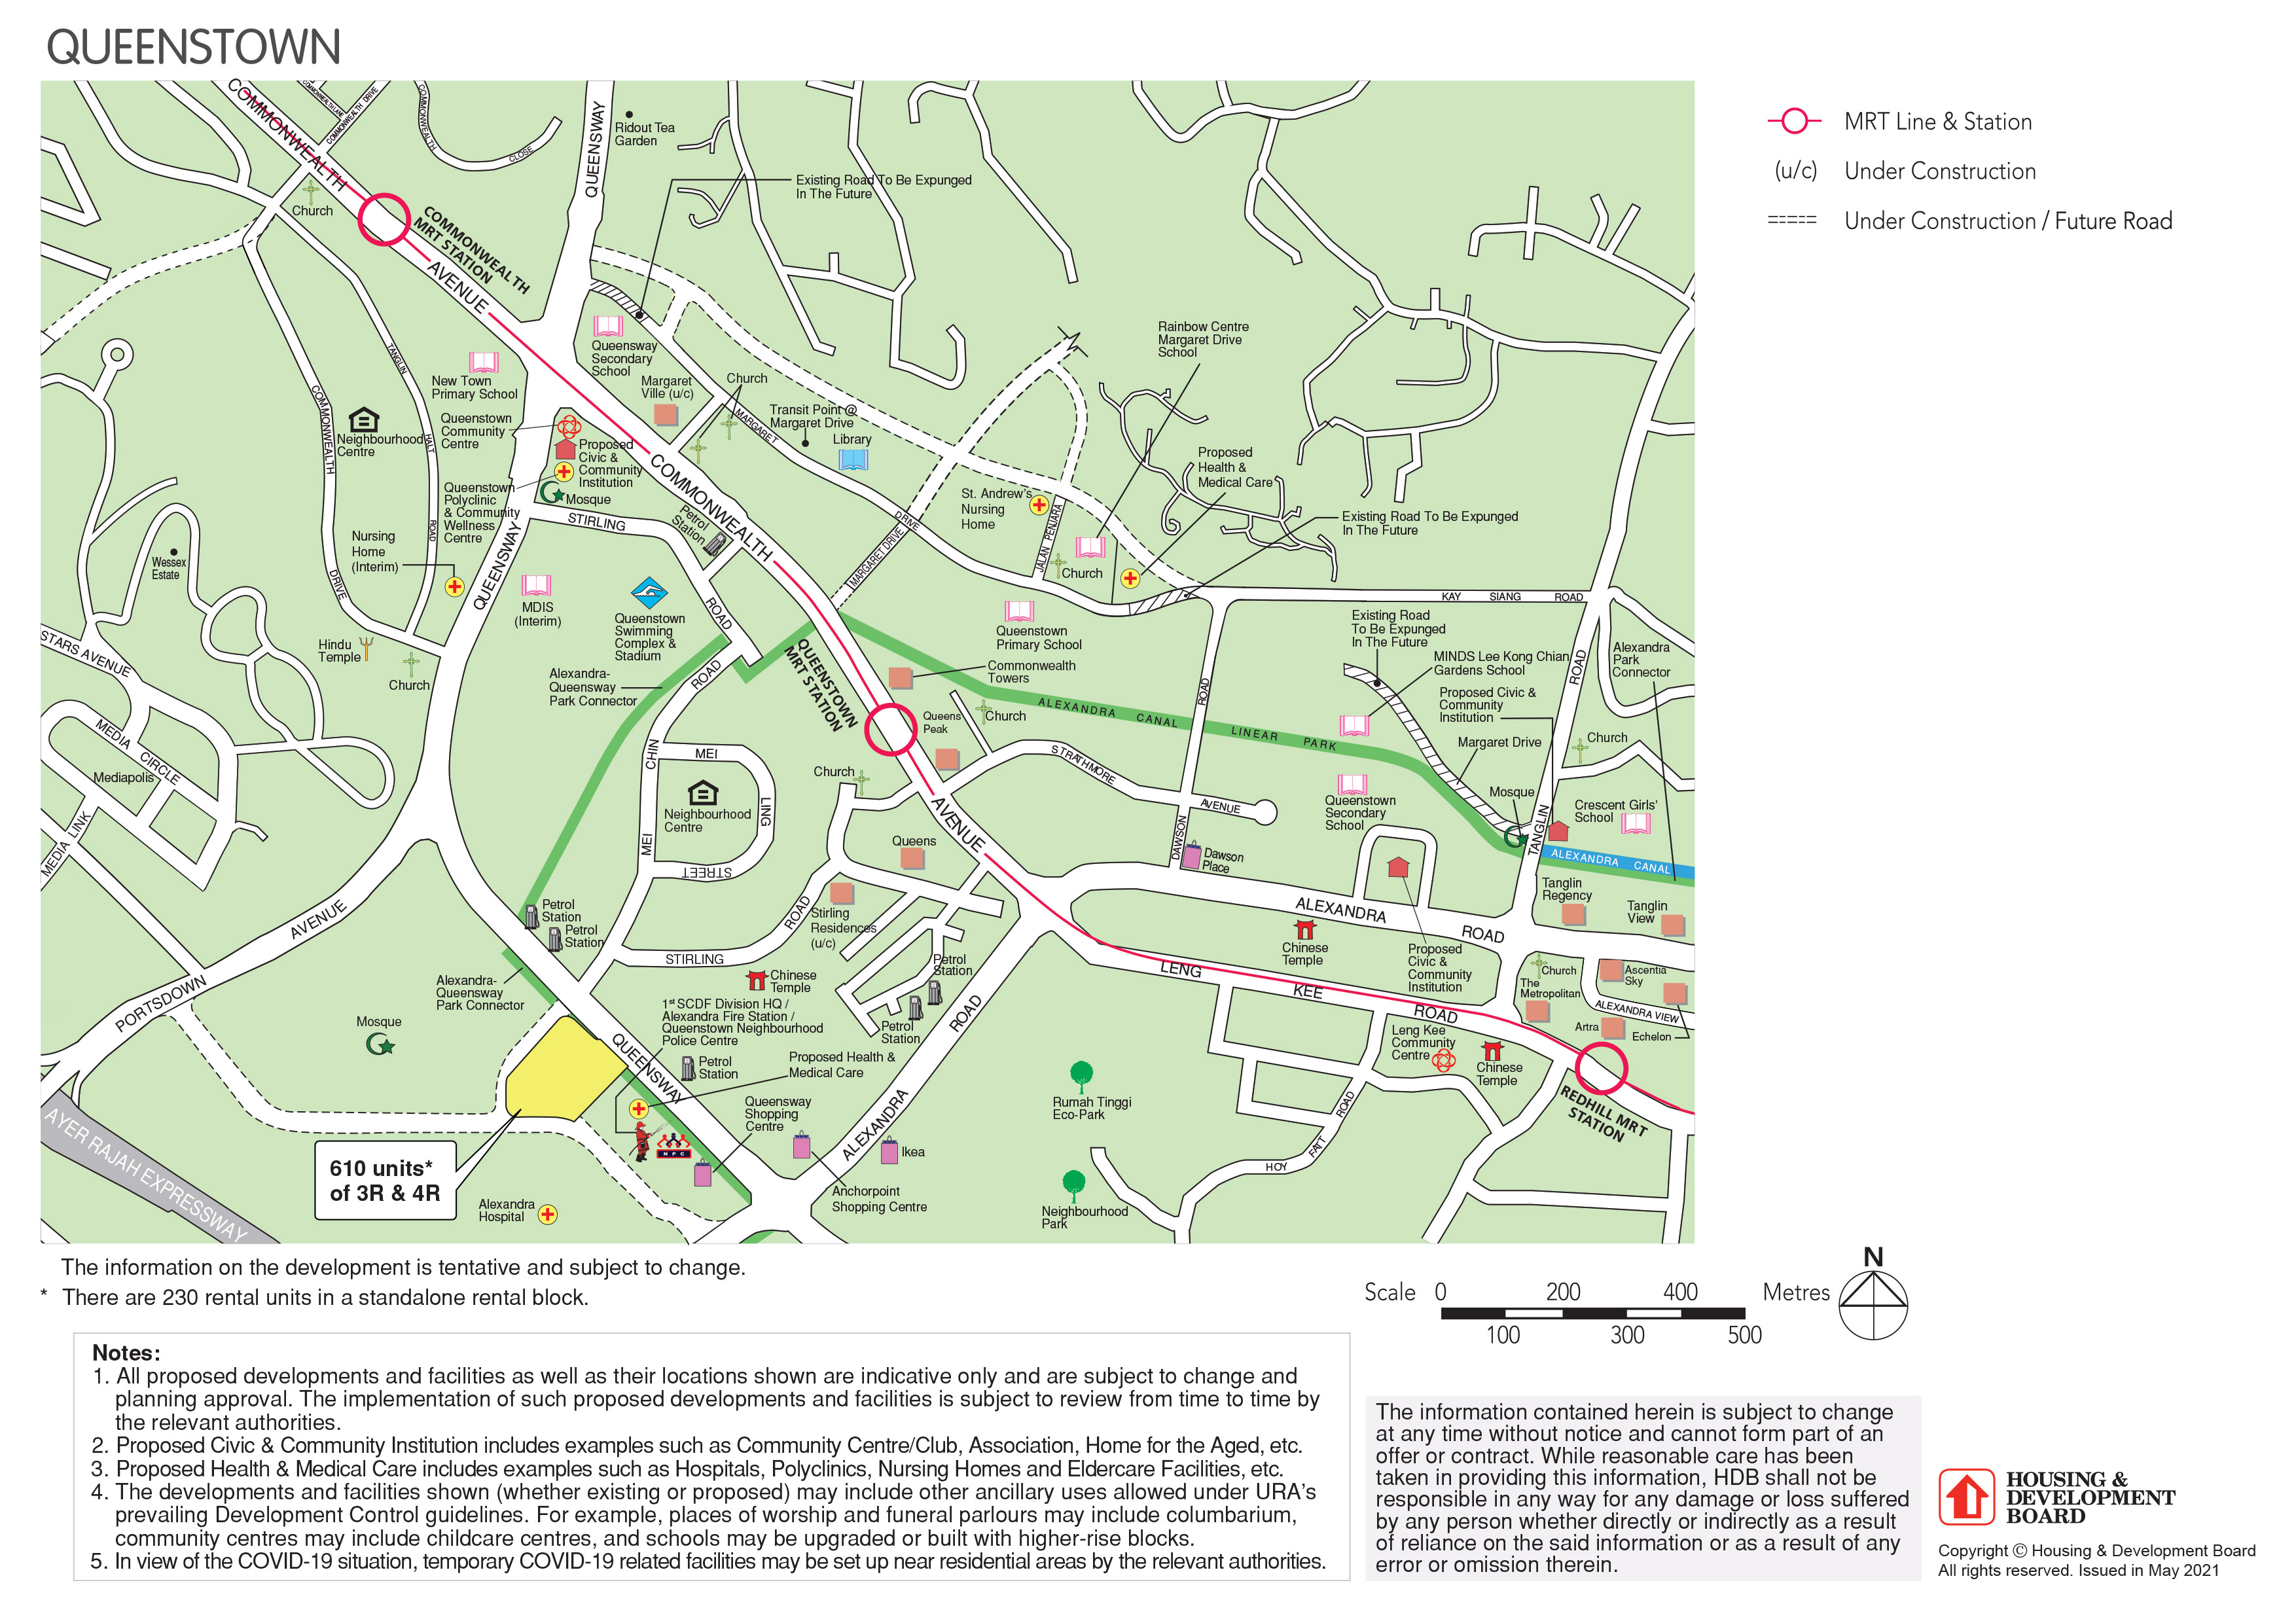 QUEENSTOWN
COMMONWEALTH
AVENUE
COMMONWEALTH LANE
COMMONWEALTH DRIVE
COMMONWEALTH
CLOSE
QUEENSWAY
Ridout Tea
Garden
Existing Road To Be Expunged
In The Future
Church
COMMONWEALTH
MRT STATION
MRT Line & Station
(u/c)
Under Construction
Under Construction / Future Road
Queensway
Secondary
School
New Town
Primary School
Margaret
Ville (u/c)
Church
Transit Point @
Margaret Drive
Library
MARGARET
DRIVE
MARGARET DRIVE
Rainbow Centre
Margaret Drive
School
Queenstown
Community
Centre
Proposed
Civic &
Community
Institution
Mosque
Queenstown
Polyclinic
& Community
Wellness
Centre
Neighbourhood
Centre
COMMONWEALTH
DRIVE
TANGLIN
HALT
ROAD
Nursing
Home
(Interim)
Wessex
Estate
QUEENSWAY
STIRLING
ROAD
Petrol
Station
COMMONWEALTH
St. Andrew's
Nursing
Home
JALAN PENJARA
Church
Proposed
Health &
Medical Care
Existing Road To Be Expunged
In The Future
KAY SIANG ROAD
MDIS
(Interim)
Queenstown
Swimming
Complex &
Stadium
Hindu
Temple
Church
Alexandra-
Queensway
Park Connector
QUEENSTOWN
MRT STATION
Queenstown
Primary School
Commonwealth
Towers
Queens
Peak
Church
ALEXANDRA CANAL LINEAR PARK
Existing Road
To Be Expunged
In The Future
MINDS Lee Kong Chian
Gardens School
Proposed Civic &
Community
Institution
Margaret Drive
Alexandra
Park
Connector
Church
Mosque
Crescent Girls'
School
TANGLIN
ROAD
ALEXANDRA CANAL
STARS AVENUE
MEDIA CIRCLE
Mediapolis
MEDIA LINK
MEI
CHIN
ROAD
MEI
LING
STREET
Neighbourhood
Centre
Church
STRATHMORE
AVENUE
DAWSON
ROAD
Dawson
Place
Queenstown
Secondary
School
AVENUE
Queens
Stirling
Residences
(u/c)
STIRLING
ROAD
Petrol
Station
Petrol
Station
PORTSDOWN
AVENUE
Alexandra-
Queensway
Park Connector
Mosque
Chinese
Temple
1st SCDF Division HQ /
Alexandra Fire Station /
Queenstown Neighbourhood
Police Centre
Petrol
Station
Petrol
Station
ALEXANDRA
ROAD
ALEXANDRA
ROAD
Chinese
Temple
Proposed
Civic &
Community
Institution
Tanglin
Regency
Tanglin
View
Church
Ascentia
Sky
The
Metropolitan
ALEXANDRA VIEW
Artra
Echelon
LENG
KEE
ROAD
Leng Kee
Community
Centre
Chinese
Temple
REDHILL MRT
STATION
QUEENSWAY
Petrol
Station
Proposed Health &
Medical Care
Queensway
Shopping
Centre
NPC
Ikea
Anchorpoint
Shopping Centre
Rumah Tinggi
Eco-Park
Neighbourhood
Park
HOY
FATT
ROAD
AYER RAJAH EXPRESSWAY
610 units*
of 3R & 4R
Alexandra
Hospital
The information on the development is tentative and subject to change.
* There are 230 rental units in a standalone rental block.
Scale 0 200 400 Metres
100 300 500
N
Notes:
1. All proposed developments and facilities as well as their locations shown are indicative only and are subject to change and
planning approval. The implementation of such proposed developments and facilities is subject to review from time to time by
the relevant authorities.
2. Proposed Civic & Community Institution includes examples such as Community Centre/Club, Association, Home for the Aged, etc.
3. Proposed Health & Medical Care includes examples such as Hospitals, Polyclinics, Nursing Homes and Eldercare Facilities, etc.
4. The developments and facilities shown (whether existing or proposed) may include other ancillary uses allowed under URA's
prevailing Development Control guidelines. For example, places of worship and funeral parlours may include columbarium,
community centres may include childcare centres, and schools may be upgraded or built with higher-rise blocks.
5. In view of the COVID-19 situation, temporary COVID-19 related facilities may be set up near residential areas by the relevant authorities.
The information contained herein is subject to change
at any time without notice and cannot form part of an
offer or contract. While reasonable care has been
taken in providing this information, HDB shall not be
responsible in any way for any damage or loss suffered
by any person whether directly or indirectly as a result
of reliance on the said information or as a result of any
error or omission therein.
HOUSING &
DEVELOPMENT
BOARD
Copyright © Housing & Development Board
All rights reserved. Issued in May 2021